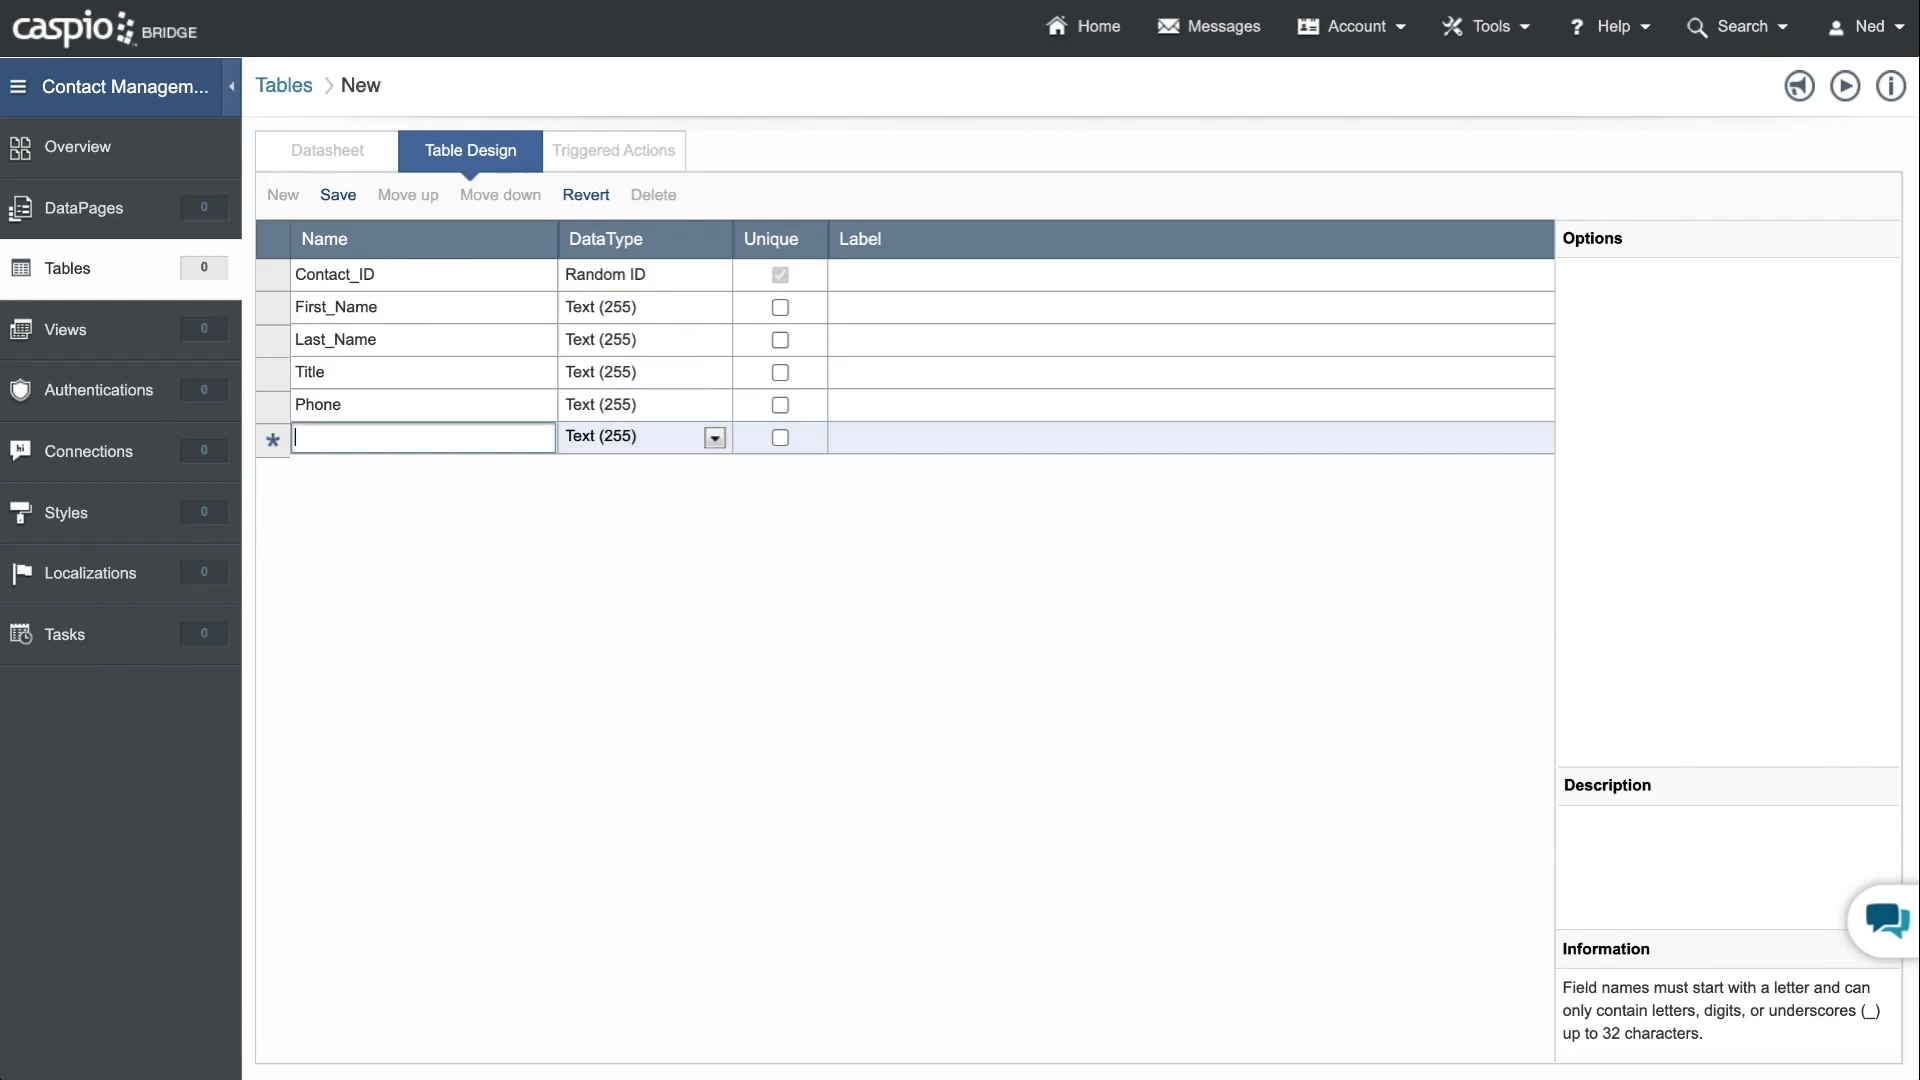 caspio BRIDGE
Home
Messages
Account
Tools
? Help
Search
Ned
Contact Managem...
Tables
New
Overview
DataPages 0
Tables 0
Views 0
Authentications 0
hi Connections 0
Styles 0
Localizations 0
Tasks 0
Datasheet
Table Design
Triggered Actions
New Save Move up Move down Revert Delete
Name DataType Unique Label
Contact_ID Random ID
First_Name Text (255)
Last_Name Text (255)
Title Text (255)
Phone Text (255)
* Text (255)
Options
Description
Information
Field names must start with a letter and can
only contain letters, digits, or underscores (_)
up to 32 characters.